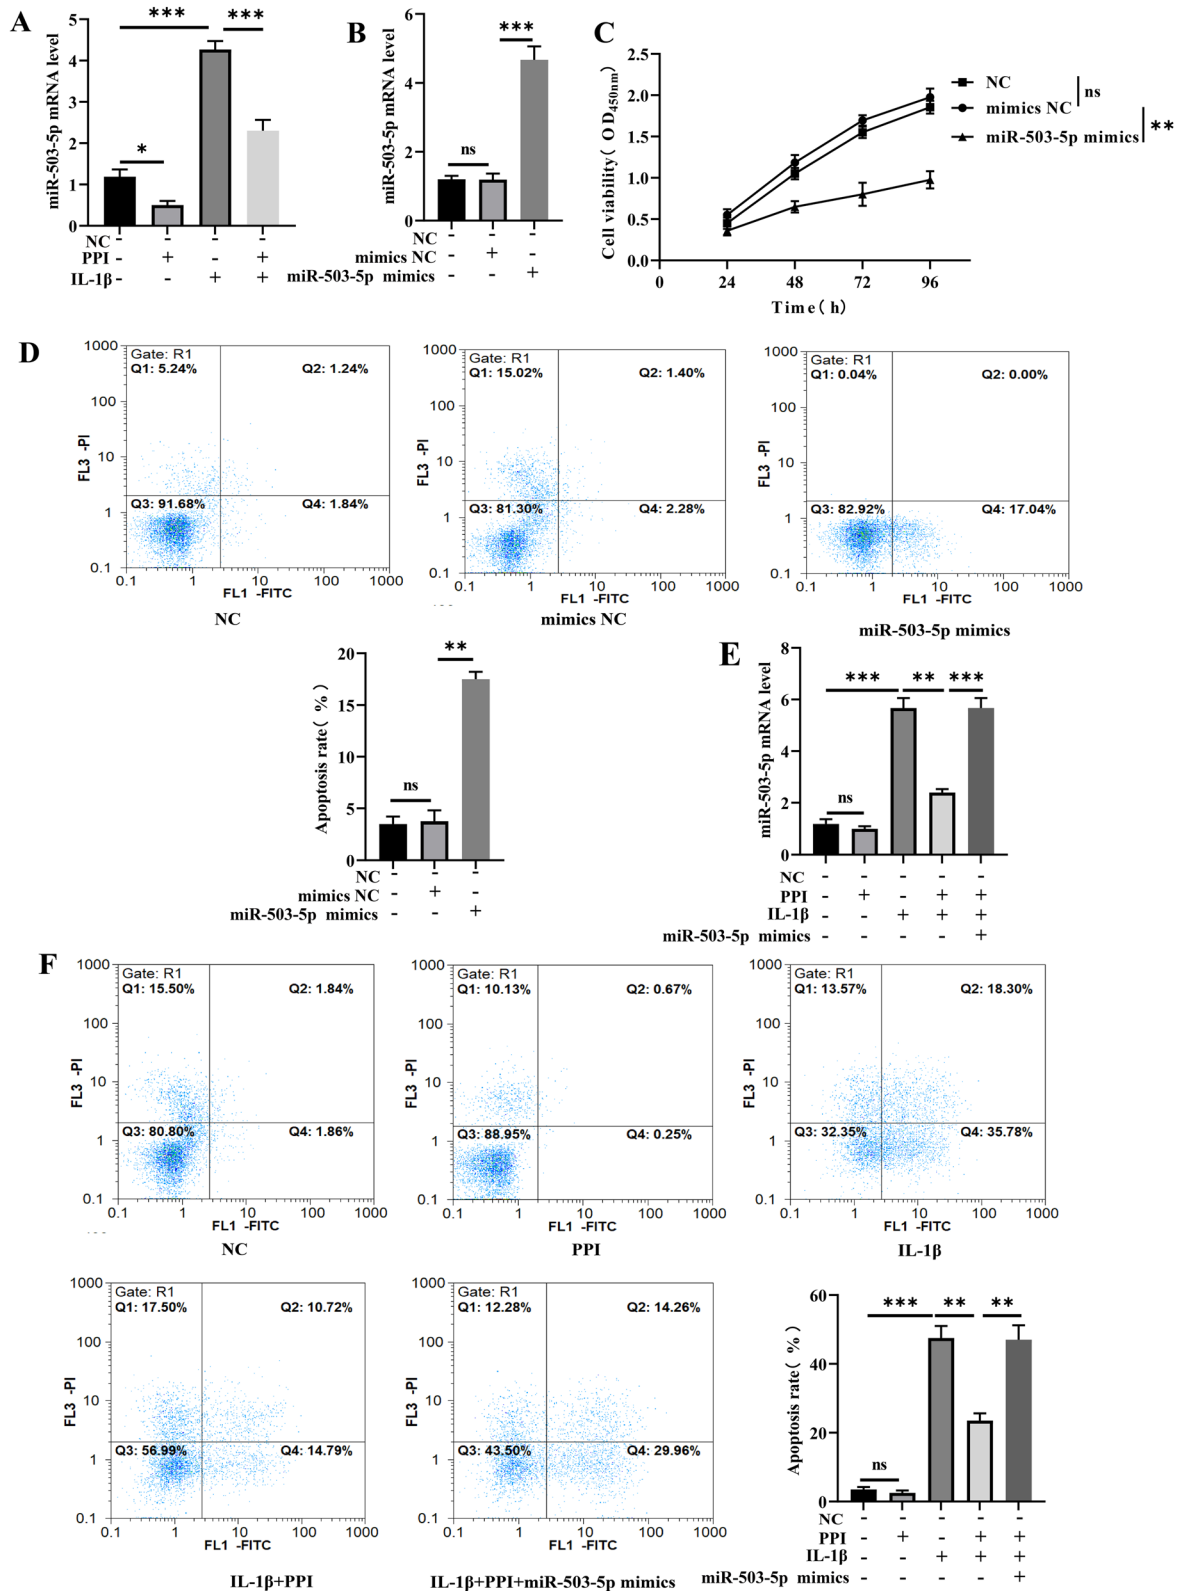 A
miR-503-5p mRNA level
5
4
3
2
1
0
***
***
*
NC - - - -
PPI - + - +
IL-1β - - + +
B
miR-503-5p mRNA level
6
4
2
0
***
ns
NC - - -
mimics NC - + -
miR-503-5p mimics - - +
C
Cell viability( OD450nm)
2.5
2.0
1.5
1.0
0.5
0.0
0 24 48 72 96
Time( h)
NC
mimics NC
miR-503-5p mimics
ns
**
D
Gate: R1
Q1: 5.24% Q2: 1.24%
Q3: 91.68% Q4: 1.84%
FL3 -PI
1000
100
10
1
0.1
0.1 1 10 100 1000
FL1 -FITC
NC
Gate: R1
Q1: 15.02% Q2: 1.40%
Q3: 81.30% Q4: 2.28%
FL3 -PI
1000
100
10
1
0.1
0.1 1 10 100 1000
FL1 -FITC
mimics NC
Gate: R1
Q1: 0.04% Q2: 0.00%
Q3: 82.92% Q4: 17.04%
FL3 -PI
1000
100
10
1
0.1
0.1 1 10 100 1000
FL1 -FITC
miR-503-5p mimics
Apoptosis rate( % )
20
15
10
5
0
**
ns
NC - - -
mimics NC - + -
miR-503-5p mimics - - +
E
miR-503-5p mRNA level
8
6
4
2
0
*** ** ***
ns
NC - - - - -
PPI - + - + +
IL-1β - - + + +
miR-503-5p mimics - - - - +
F
Gate: R1
Q1: 15.50% Q2: 1.84%
Q3: 80.80% Q4: 1.86%
FL3 -PI
1000
100
10
1
0.1
0.1 1 10 100 1000
FL1 -FITC
NC
Gate: R1
Q1: 10.13% Q2: 0.67%
Q3: 88.95% Q4: 0.25%
FL3 -PI
1000
100
10
1
0.1
0.1 1 10 100 1000
FL1 -FITC
PPI
Gate: R1
Q1: 13.57% Q2: 18.30%
Q3: 32.35% Q4: 35.78%
FL3 -PI
1000
100
10
1
0.1
0.1 1 10 100 1000
FL1 -FITC
IL-1β
Gate: R1
Q1: 17.50% Q2: 10.72%
Q3: 56.99% Q4: 14.79%
FL3 -PI
1000
100
10
1
0.1
0.1 1 10 100 1000
FL1 -FITC
IL-1β+PPI
Gate: R1
Q1: 12.28% Q2: 14.26%
Q3: 43.50% Q4: 29.96%
FL3 -PI
1000
100
10
1
0.1
0.1 1 10 100 1000
FL1 -FITC
IL-1β+PPI+miR-503-5p mimics
Apoptosis rate( % )
60
40
20
0
*** ** **
ns
NC - - - - -
PPI - + - + +
IL-1β - - + + +
miR-503-5p mimics - - - - +